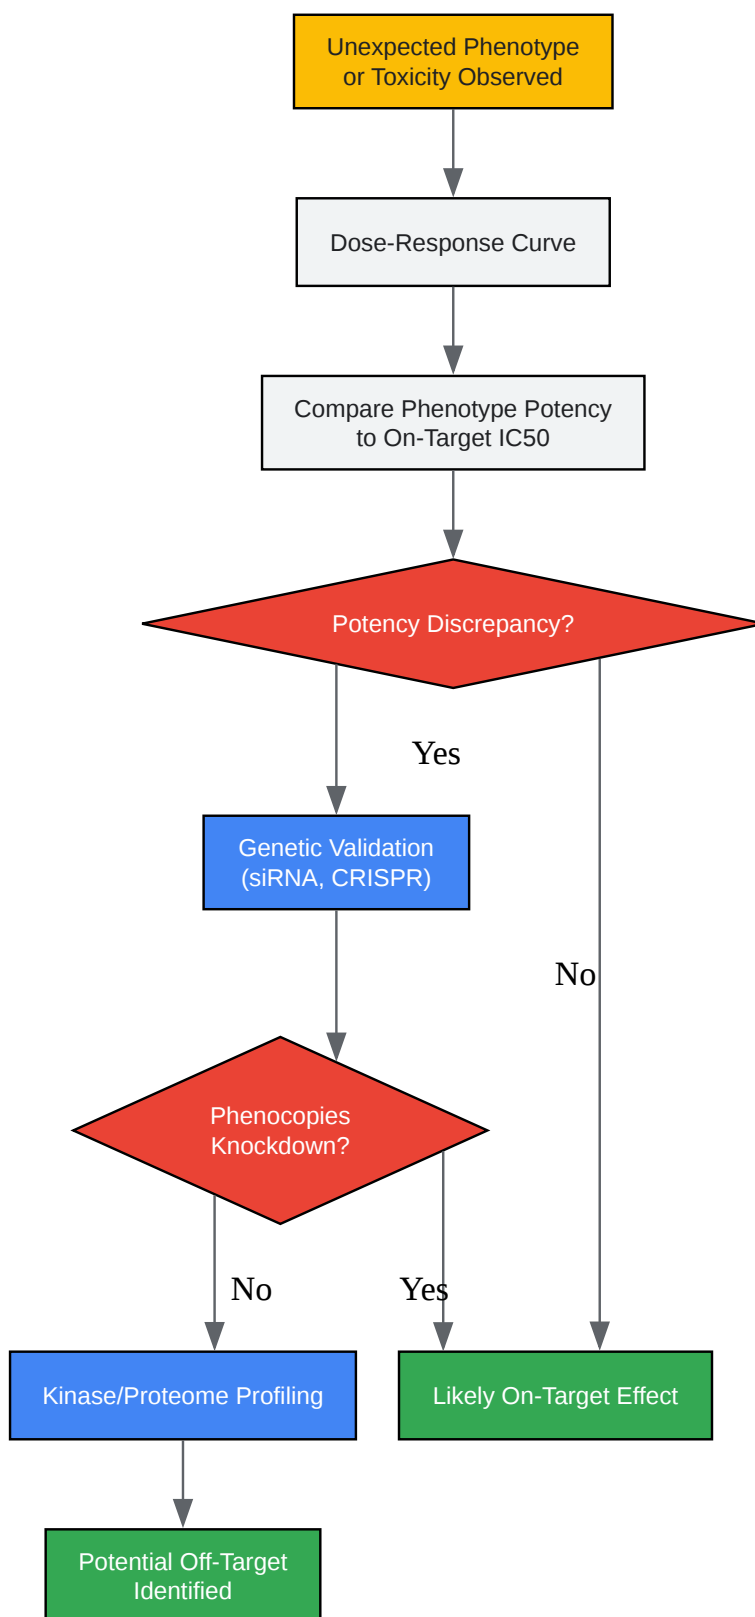 Unexpected Phenotype
or Toxicity Observed
Dose-Response Curve
Compare Phenotype Potency
to On-Target IC50
Potency Discrepancy?
Yes
Genetic Validation
(siRNA, CRISPR)
No
Phenocopies
Knockdown?
No
Yes
Kinase/Proteome Profiling
Likely On-Target Effect
Potential Off-Target
Identified